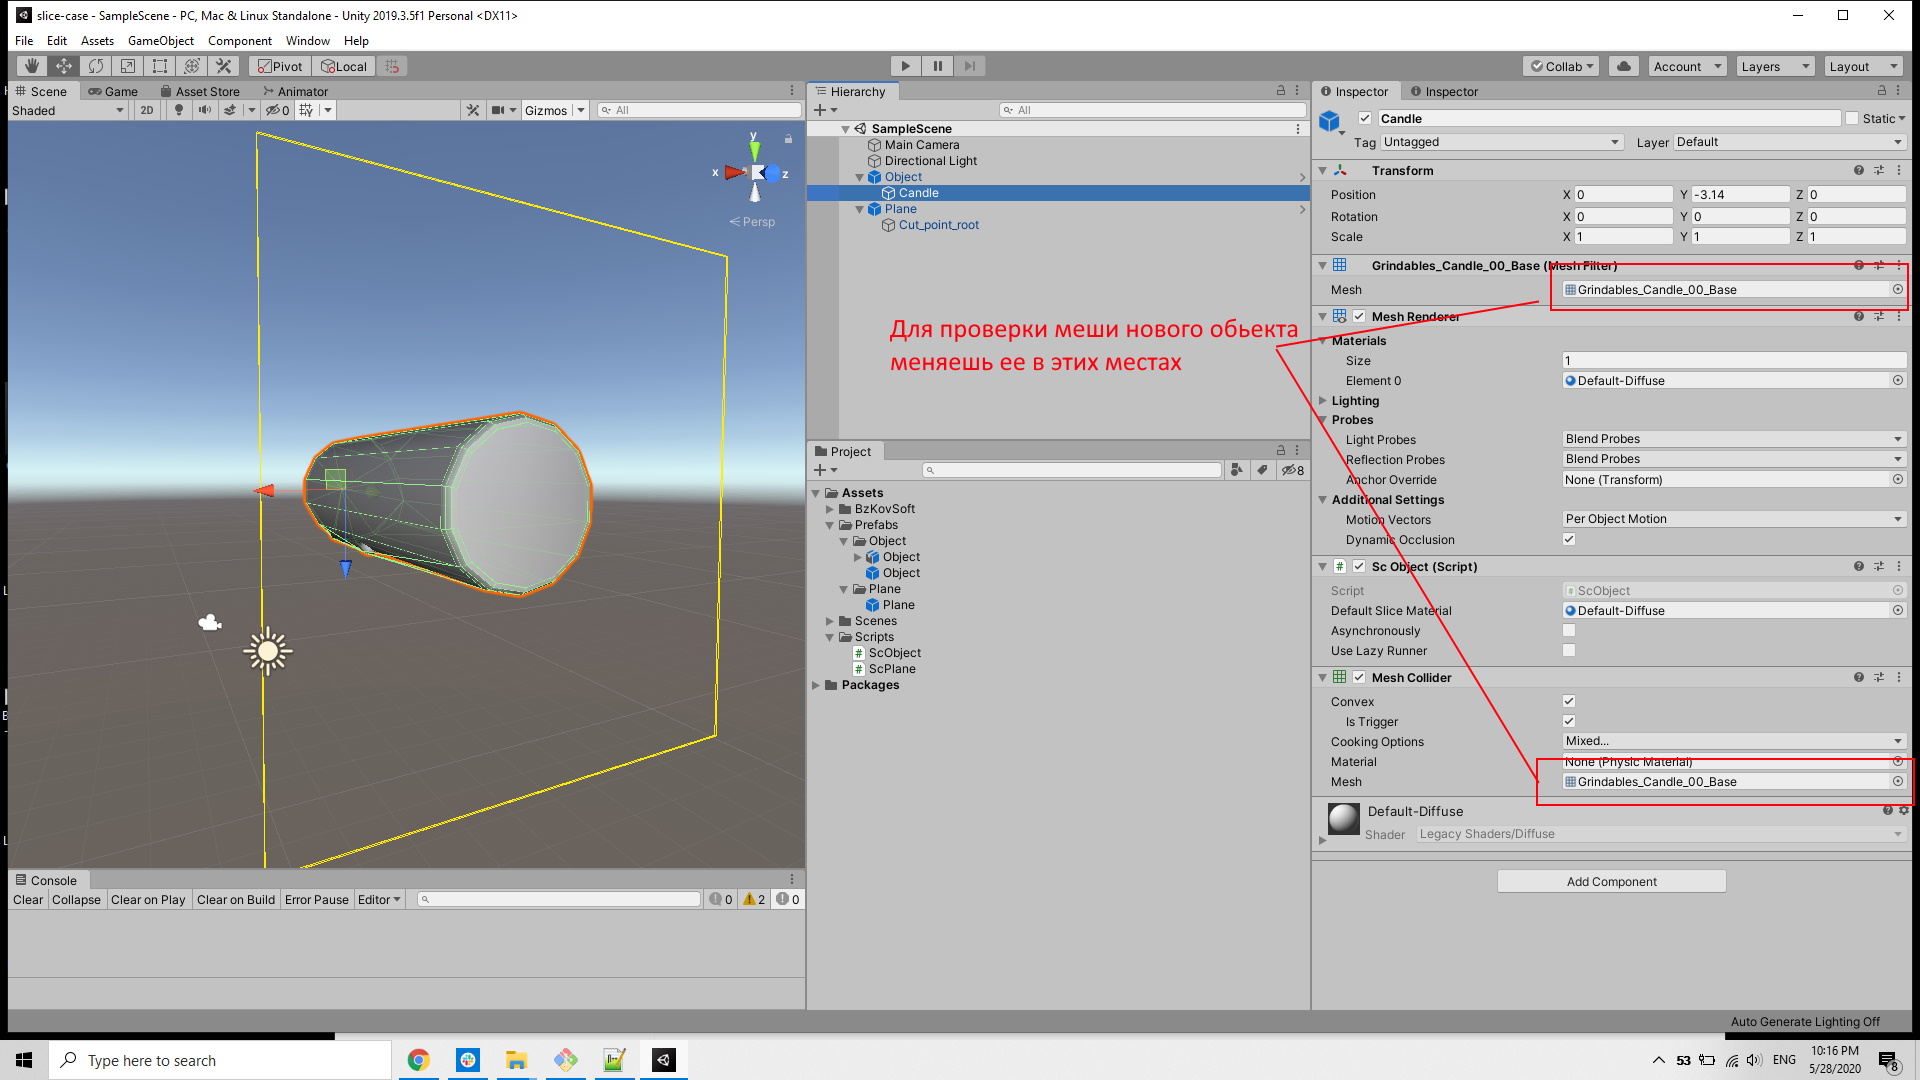 slice-case - SampleScene - PC, Mac & Linux Standalone - Unity 2019.3.5f1 Personal <DX11>
File Edit Assets GameObject Component Window Help
Pivot Local Collab Account Layers Layout
Scene Game Asset Store Animator
Shaded 2D 0 Gizmos All
y
x z
Persp
Hierarchy
All
SampleScene
Main Camera
Directional Light
Object
Candle
Plane
Cut_point_root
Для проверки меши нового обьекта
меняешь ее в этих местах
Project
8
Assets
BzKovSoft
Prefabs
Object
Object
Object
Plane
Plane
Scenes
Scripts
ScObject
ScPlane
Packages
Inspector Inspector
Candle Static
Tag Untagged Layer Default
Transform
Position X 0 Y -3.14 Z 0
Rotation X 0 Y 0 Z 0
Scale X 1 Y 1 Z 1
Grindables_Candle_00_Base (Mesh Filter)
Mesh Grindables_Candle_00_Base
Mesh Renderer
Materials
Size 1
Element 0 Default-Diffuse
Lighting
Probes
Light Probes Blend Probes
Reflection Probes Blend Probes
Anchor Override None (Transform)
Additional Settings
Motion Vectors Per Object Motion
Dynamic Occlusion
Sc Object (Script)
Script ScObject
Default Slice Material Default-Diffuse
Asynchronously
Use Lazy Runner
Mesh Collider
Convex
Is Trigger
Cooking Options Mixed...
Material None (Physic Material)
Mesh Grindables_Candle_00_Base
Default-Diffuse
Shader Legacy Shaders/Diffuse
Add Component
Console
Clear Collapse Clear on Play Clear on Build Error Pause Editor 0 2 0
Auto Generate Lighting Off
Type here to search
53 ENG 10:16 PM
5/28/2020 8